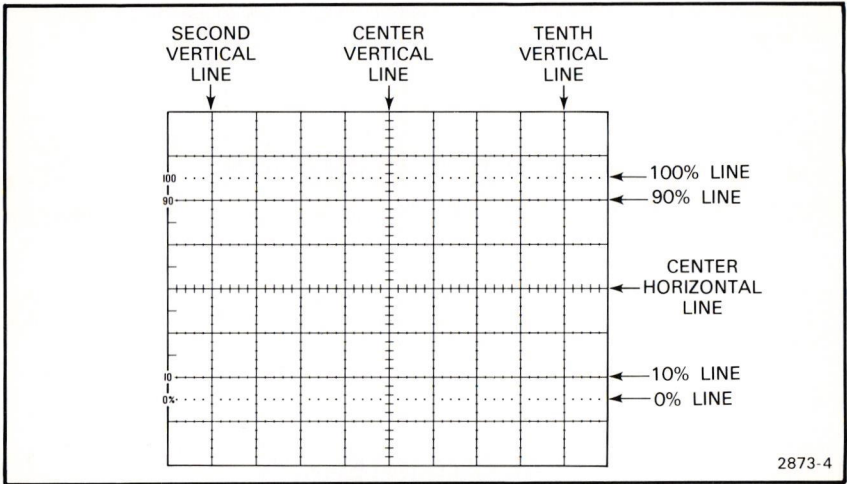 SECOND
VERTICAL
LINE
CENTER
VERTICAL
LINE
TENTH
VERTICAL
LINE
100
90
10
0%
100% LINE
90% LINE
CENTER
HORIZONTAL
LINE
10% LINE
0% LINE
2873-4